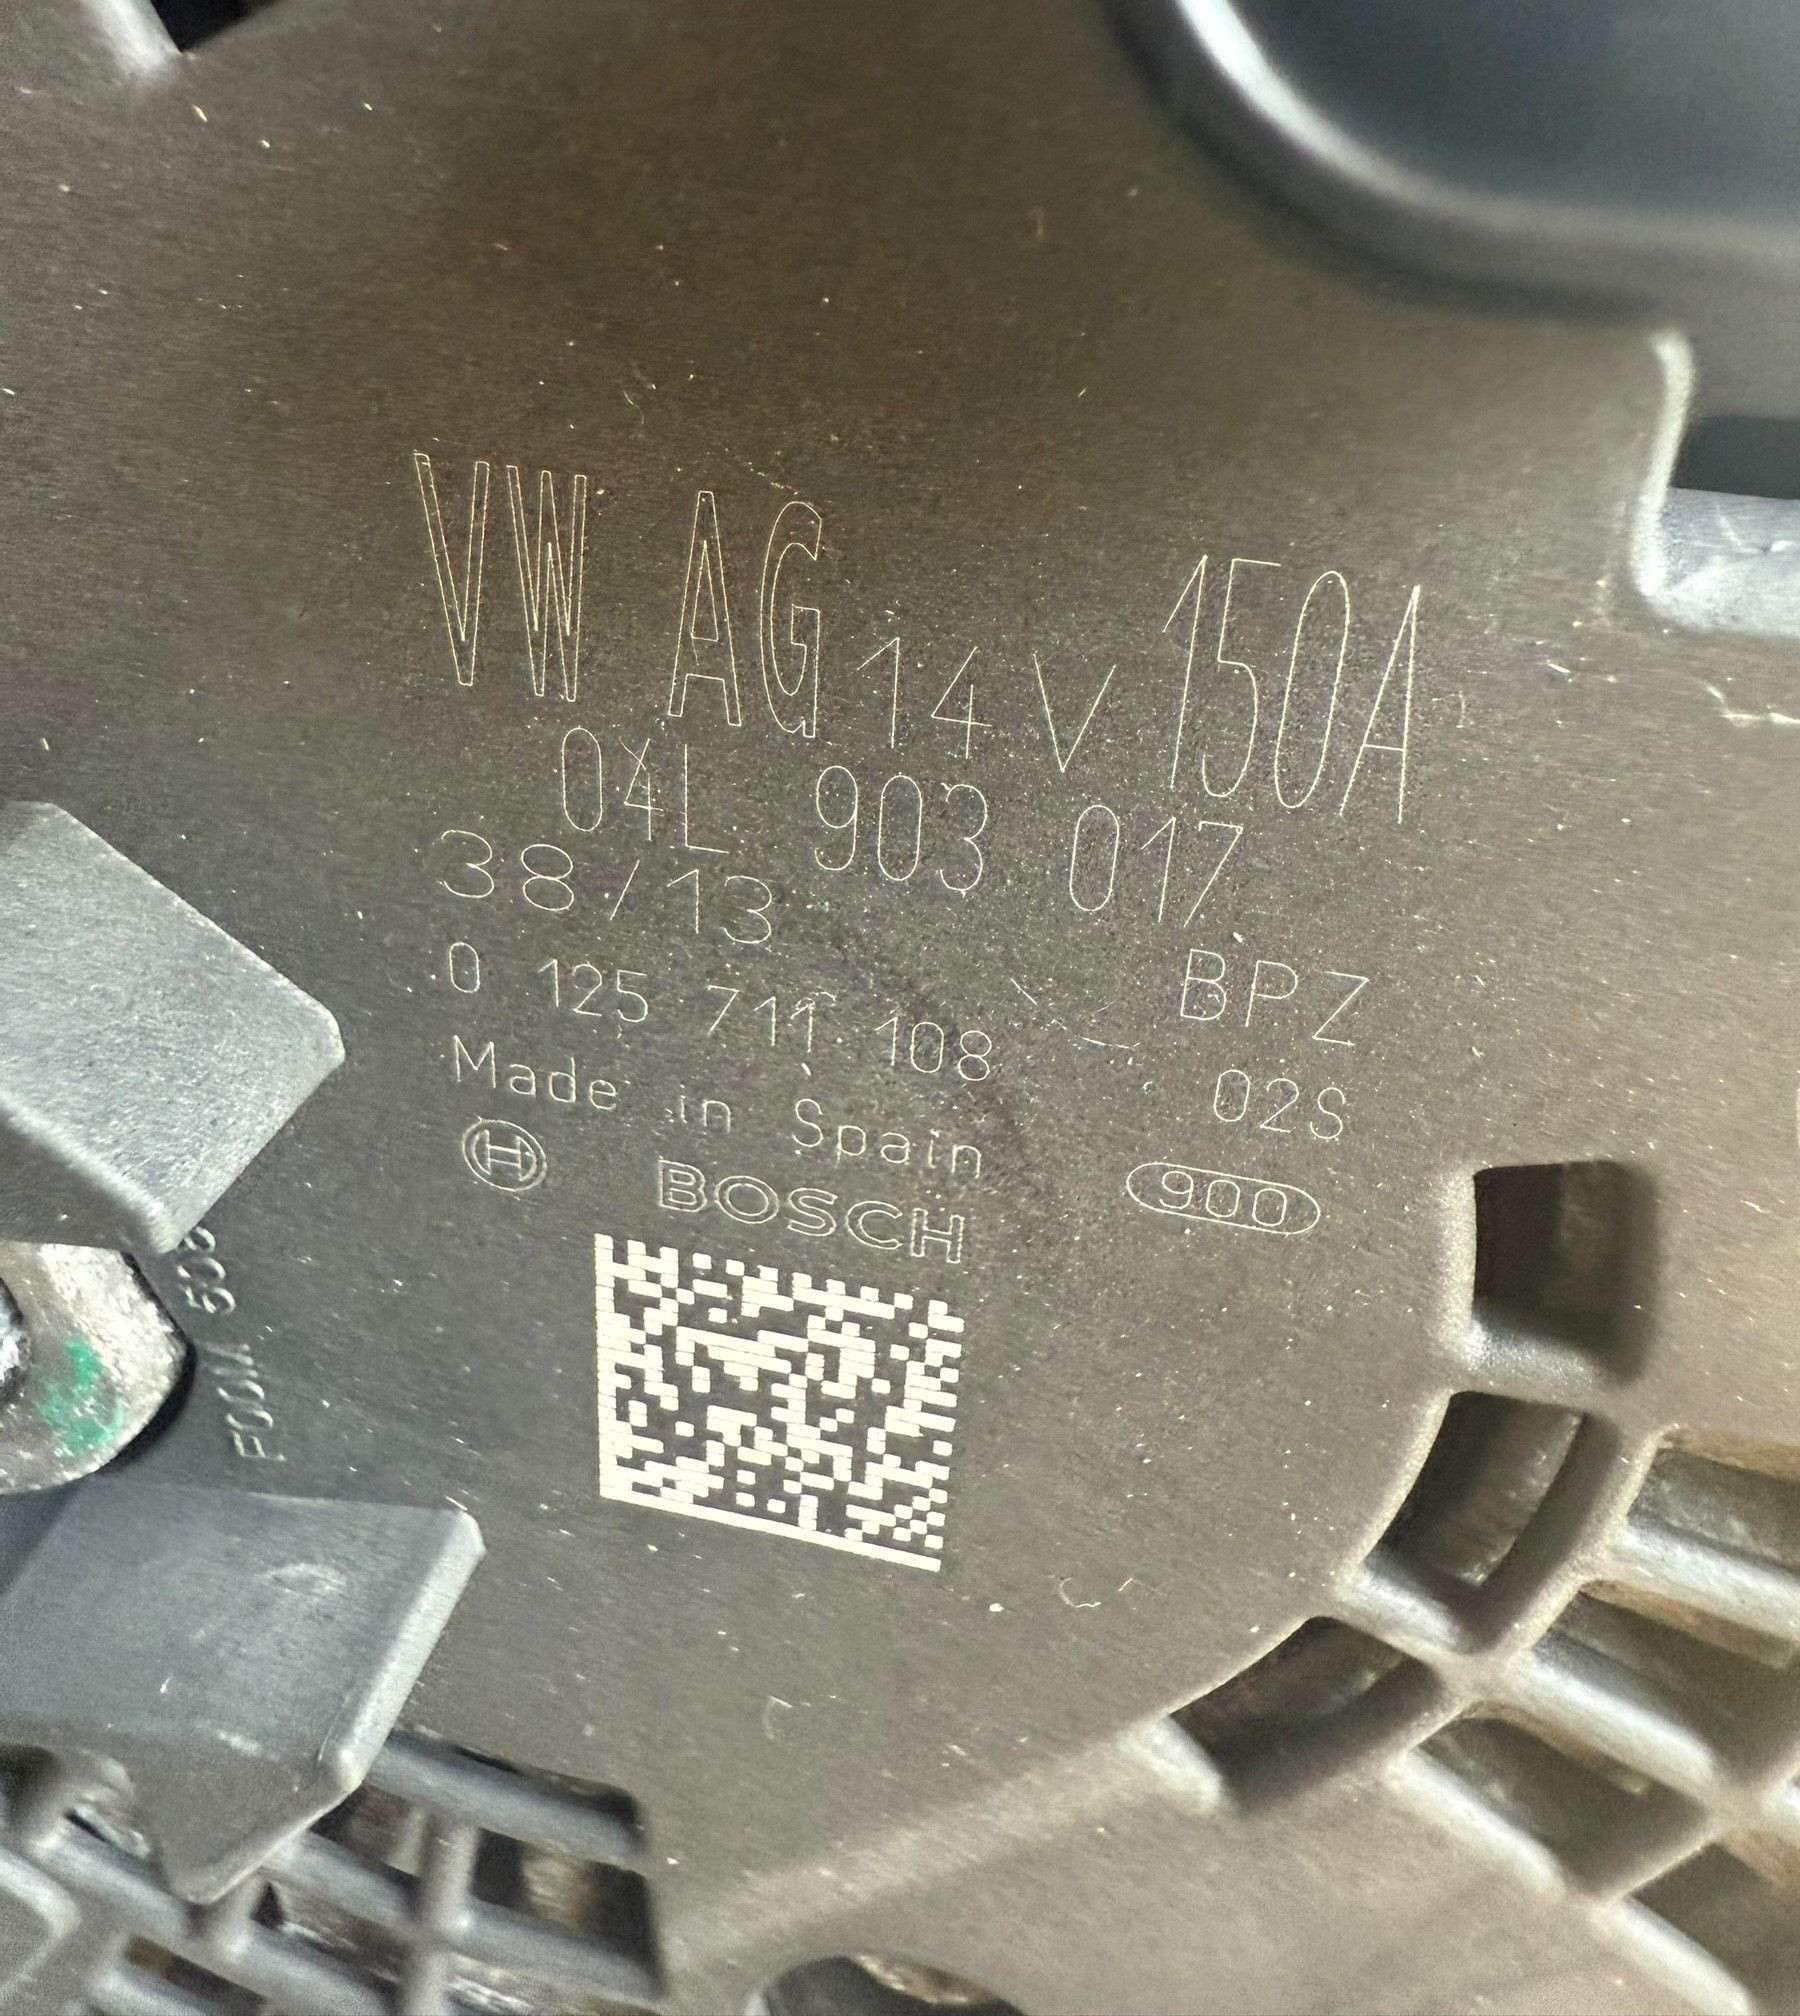 VW AG 14V 150A
04L 903 017
38/13
0 125 711 108 BPZ
Made in Spain 02S
BOSCH 900